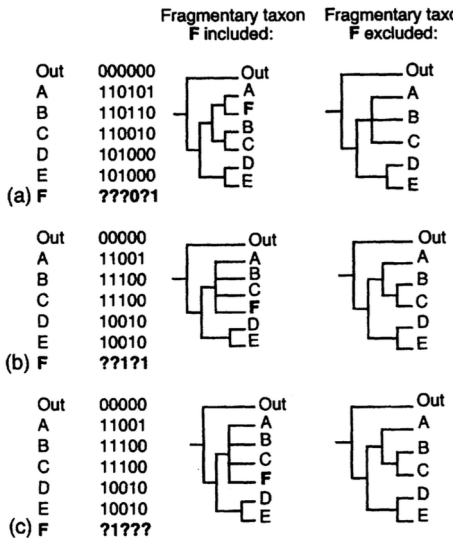 Fragmentary taxon Fragmentary taxo
F included: F excluded:
Out 000000 Out Out
A 110101 A A
B 110110 F B
C 110010 B C
D 101000 C D
E 101000 D E
(a) F ???0?1 E
Out 00000 Out Out
A 11001 A A
B 11100 B B
C 11100 C C
D 10010 F D
E 10010 D E
(b) F ??1?1 E
Out 00000 Out Out
A 11001 A A
B 11100 B B
C 11100 C C
D 10010 F D
E 10010 D E
(c) F ?1??? E